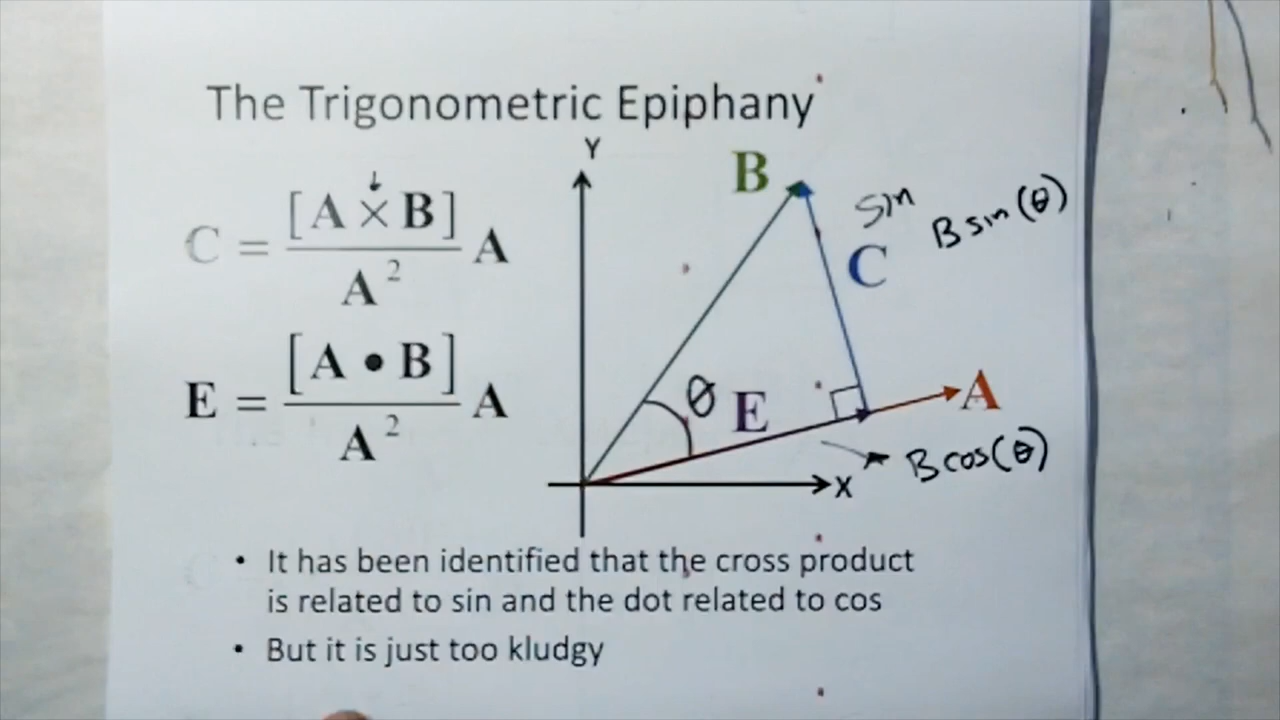 The Trigonometric Epiphany
C = [A × B] / A² A
E = [A • B] / A² A
Y
B
sin
B sin(θ)
C
θ
E
A
B cos(θ)
X
• It has been identified that the cross product
is related to sin and the dot related to cos
• But it is just too kludgy